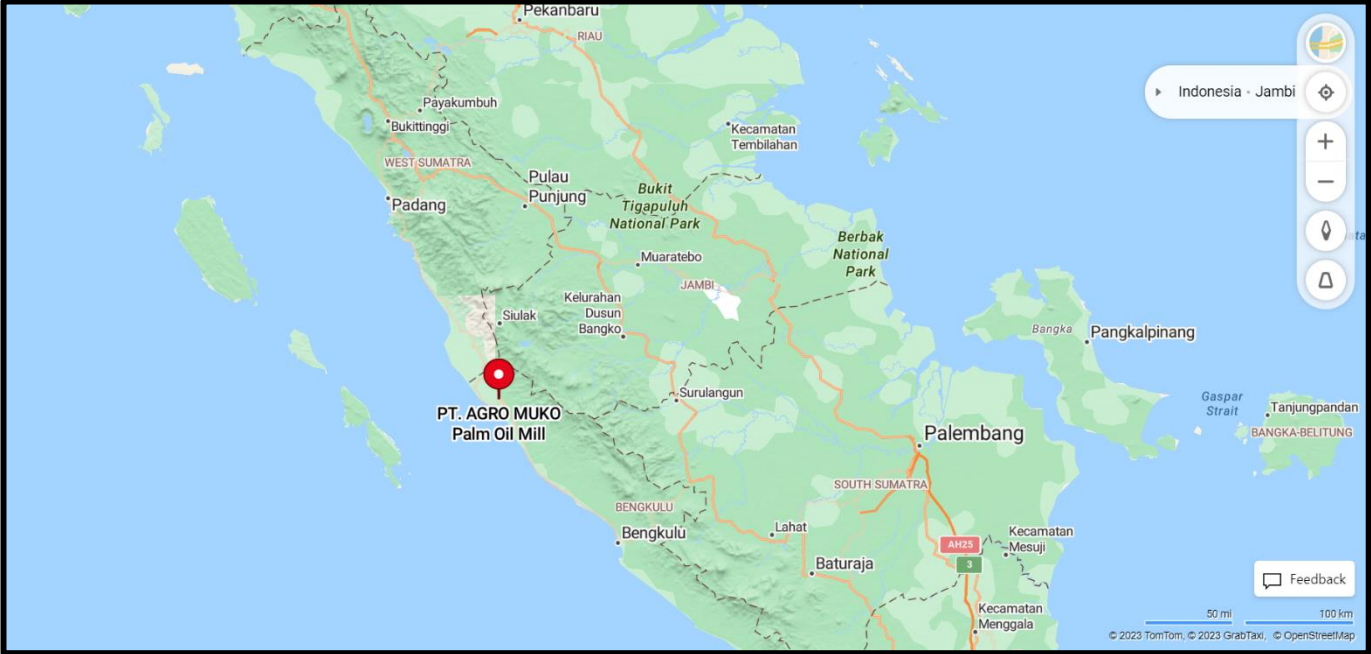 Pekanbaru
RIAU
Indonesia • Jambi
Payakumbuh
Bukittinggi
Kecamatan
Tembilahan
WEST SUMATRA
Pulau
Punjung
Bukit
Tigapuluh
National Park
Padang
Berbak
National
Park
Muaratebo
JAMBI
Kelurahan
Dusun
Bangko
Siulak
Bangka
Pangkalpinang
PT. AGRO MUKO
Palm Oil Mill
Surulangun
Gaspar
Strait
Tanjungpandan
BANGKA-BELITUNG
Palembang
SOUTH SUMATRA
BENGKULU
Bengkulu
Lahat
Kecamatan
Mesuji
AH25
3
Baturaja
Feedback
Kecamatan
Menggala
50 mi
100 km
© 2023 TomTom, © 2023 GrabTaxi, © OpenStreetMap